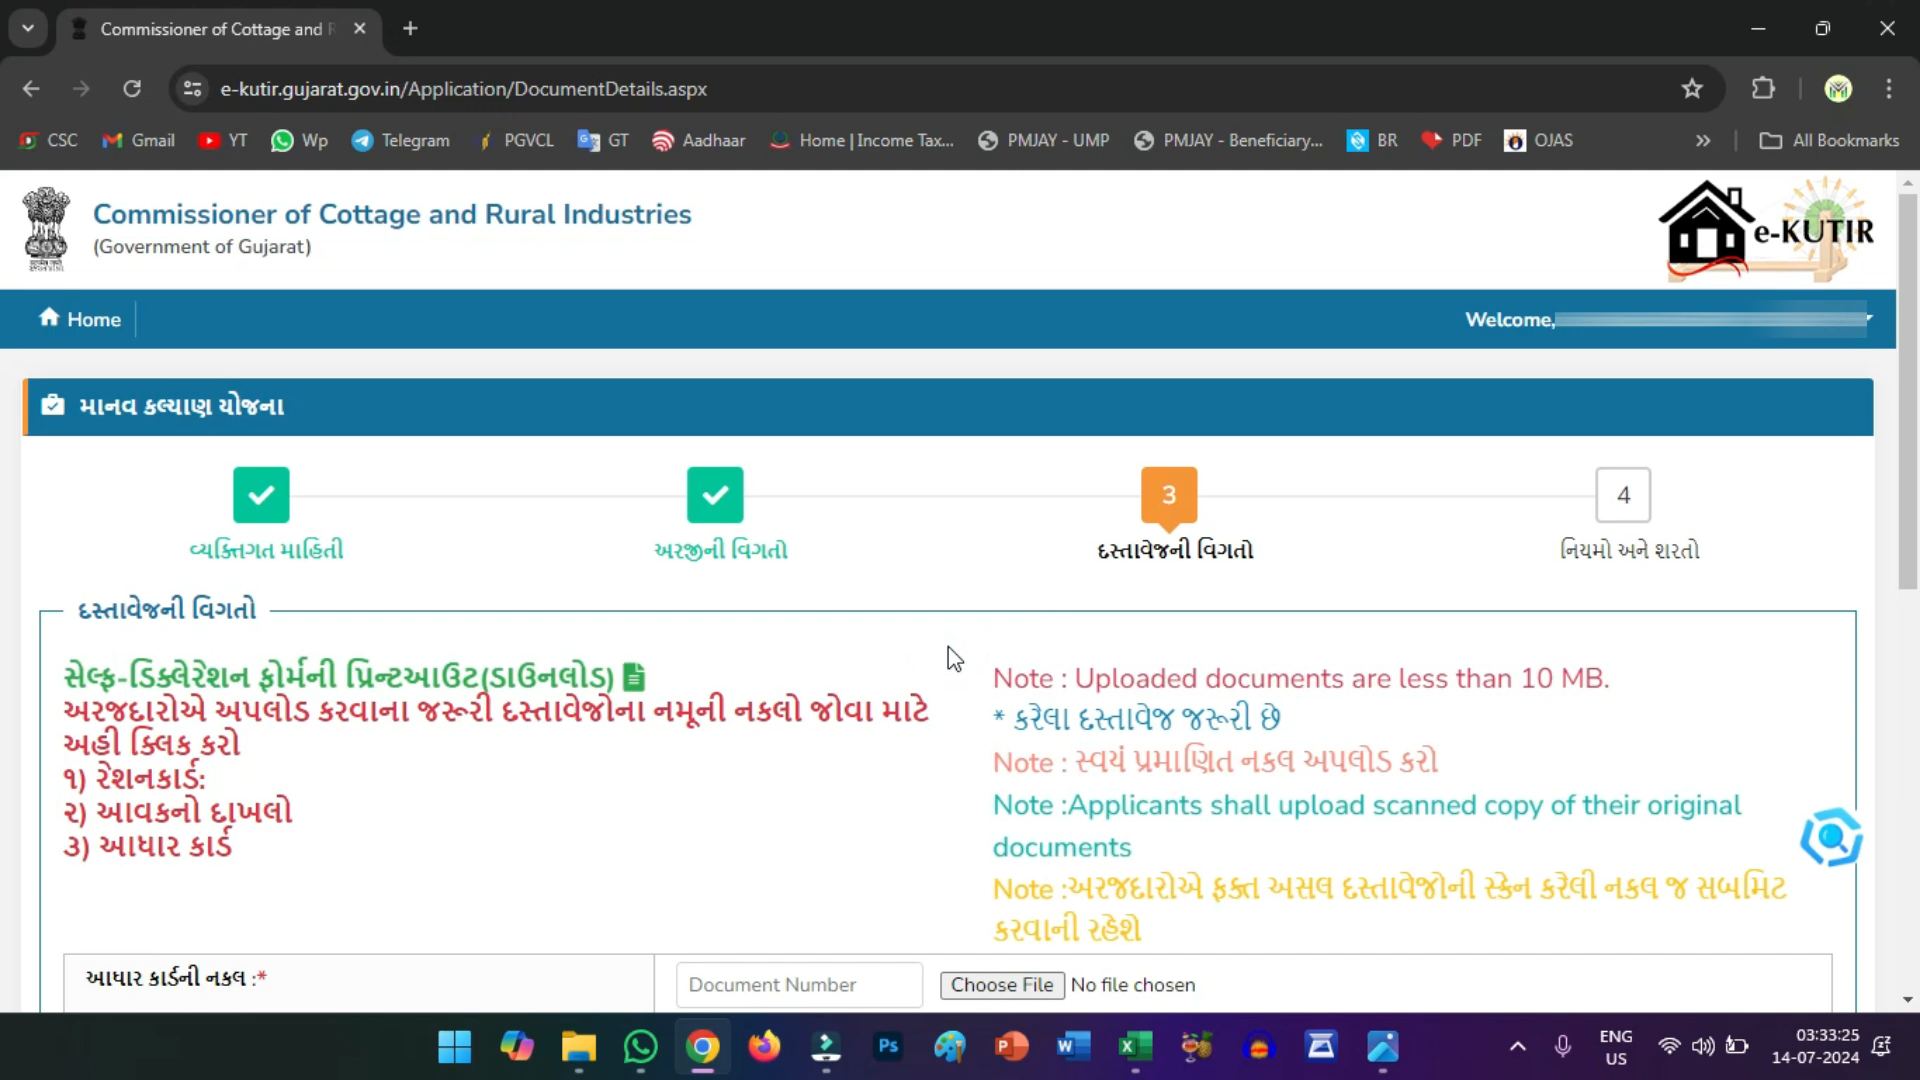 Commissioner of Cottage and R
e-kutir.gujarat.gov.in/Application/DocumentDetails.aspx
CSC Gmail YT Wp Telegram PGVCL GT Aadhaar Home | Income Tax... PMJAY - UMP PMJAY - Beneficiary... BR PDF OJAS » All Bookmarks
Commissioner of Cottage and Rural Industries
(Government of Gujarat)
e-KUTIR
Home
Welcome,
માનવ કલ્યાણ યોજના
3
4
વ્યક્તિગત માહિતી
અરજીની વિગતો
દસ્તાવેજની વિગતો
નિયમો અને શરતો
દસ્તાવેજની વિગતો
સેલ્ફ-ડિક્લેરેશન ફોર્મની પ્રિન્ટઆઉટ(ડાઉનલોડ)
અરજદારોએ અપલોડ કરવાના જરૂરી દસ્તાવેજોના નમૂની નકલો જોવા માટે
અહી ક્લિક કરો
૧) રેશનકાર્ડ:
૨) આવકનો દાખલો
૩) આધાર કાર્ડ
Note : Uploaded documents are less than 10 MB.
* કરેલા દસ્તાવેજ જરૂરી છે
Note : સ્વયં પ્રમાણિત નકલ અપલોડ કરો
Note :Applicants shall upload scanned copy of their original
documents
Note :અરજદારોએ ફક્ત અસલ દસ્તાવેજોની સ્કેન કરેલી નકલ જ સબમિટ
કરવાની રહેશે
આધાર કાર્ડની નકલ :*
Document Number
Choose File No file chosen
Ps
ENG
US
03:33:25
14-07-2024